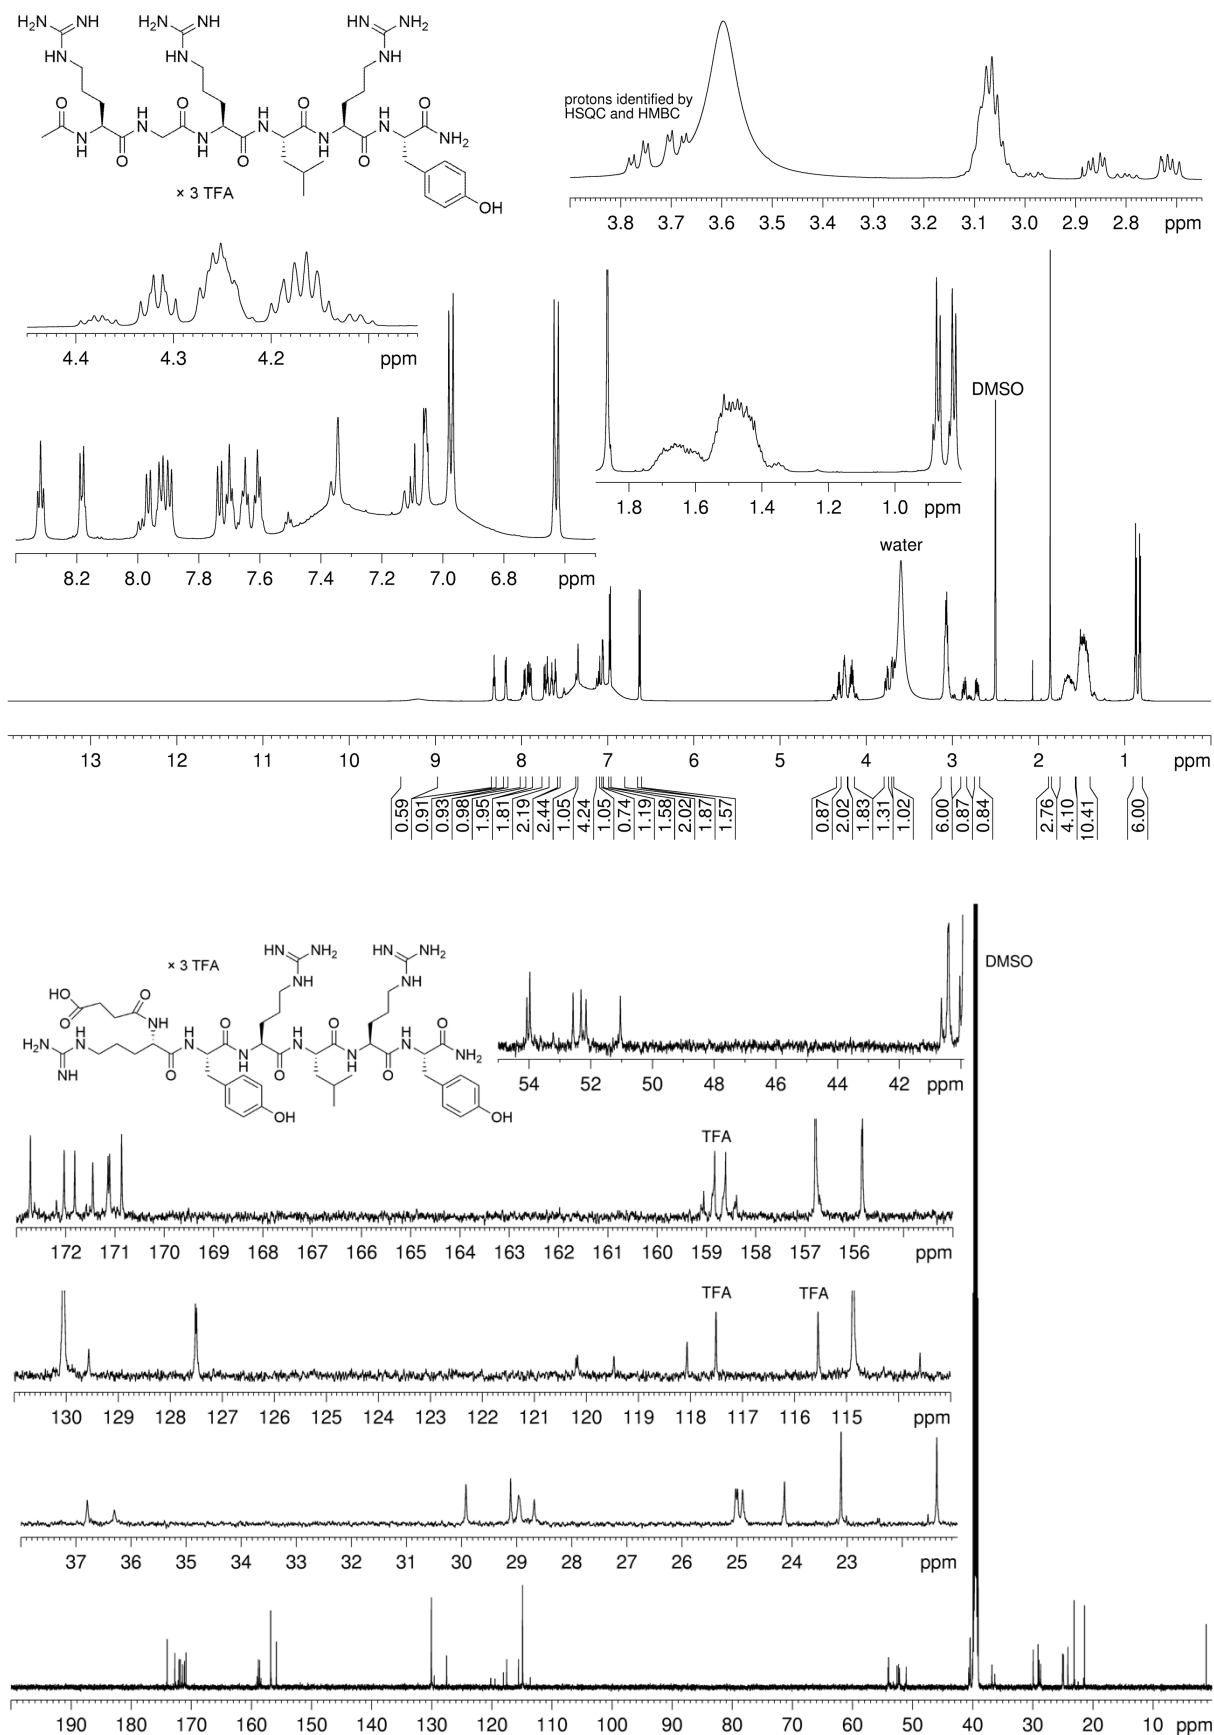 H2N NH H2N NH HN NH2
HN HN NH
O H O H O H O
N N N N N N NH2
H O H O H O
× 3 TFA
OH
protons identified by
HSQC and HMBC
3.8 3.7 3.6 3.5 3.4 3.3 3.2 3.1 3.0 2.9 2.8 ppm
4.4 4.3 4.2 ppm
DMSO
1.8 1.6 1.4 1.2 1.0 ppm
water
8.2 8.0 7.8 7.6 7.4 7.2 7.0 6.8 ppm
13 12 11 10 9 8 7 6 5 4 3 2 1 ppm
0.59 0.91 0.93 0.98 1.95 1.81 2.19 2.44 1.05 4.24 1.05 0.74 1.19 1.58 2.02 1.87 1.57 0.87 2.02 1.83 1.31 1.02 6.00 0.87 0.84 2.76 4.10 10.41 6.00
× 3 TFA
HN NH2 HN NH2
HO O NH NH
O NH O O O
H2N NH H H H NH2
NH O O O
OH OH
DMSO
54 52 50 48 46 44 42 ppm
TFA
172 171 170 169 168 167 166 165 164 163 162 161 160 159 158 157 156 ppm
TFA TFA
130 129 128 127 126 125 124 123 122 121 120 119 118 117 116 115 ppm
37 36 35 34 33 32 31 30 29 28 27 26 25 24 23 ppm
190 180 170 160 150 140 130 120 110 100 90 80 70 60 50 40 30 20 10 ppm